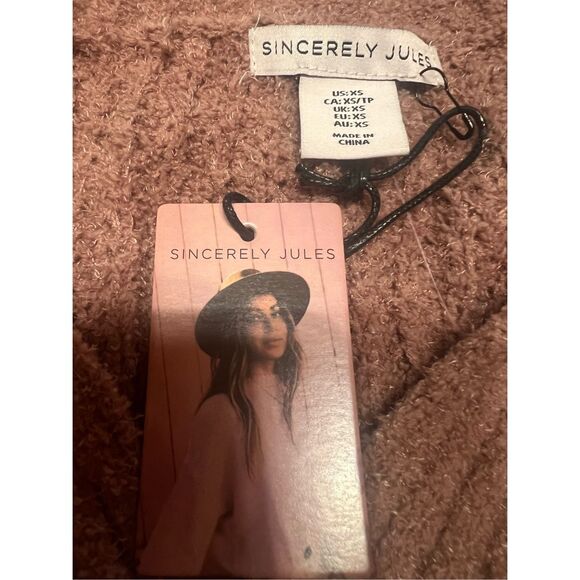 SINCERELY JULES
US: XS
CA: XS/TP
UK: XS
EU: XS
AU: XS
MADE IN
CHINA
SINCERELY JULES